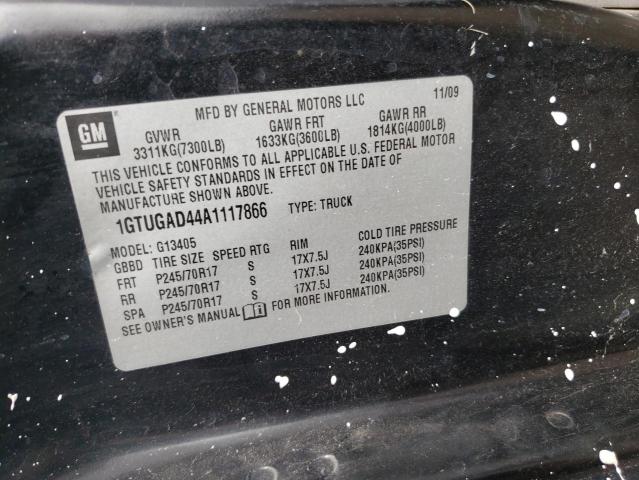 GM
MFD BY GENERAL MOTORS LLC 11/09
GVWR GAWR FRT GAWR RR
3311KG(7300LB) 1633KG(3600LB) 1814KG(4000LB)
THIS VEHICLE CONFORMS TO ALL APPLICABLE U.S. FEDERAL MOTOR
VEHICLE SAFETY STANDARDS IN EFFECT ON THE DATE OF
MANUFACTURE SHOWN ABOVE.
1GTUGAD44A1117866 TYPE: TRUCK
MODEL: G13405
GBBD TIRE SIZE SPEED RTG RIM COLD TIRE PRESSURE
FRT P245/70R17 S 17X7.5J 240KPA(35PSI)
RR P245/70R17 S 17X7.5J 240KPA(35PSI)
SPA P245/70R17 S 17X7.5J 240KPA(35PSI)
SEE OWNER'S MANUAL FOR MORE INFORMATION.